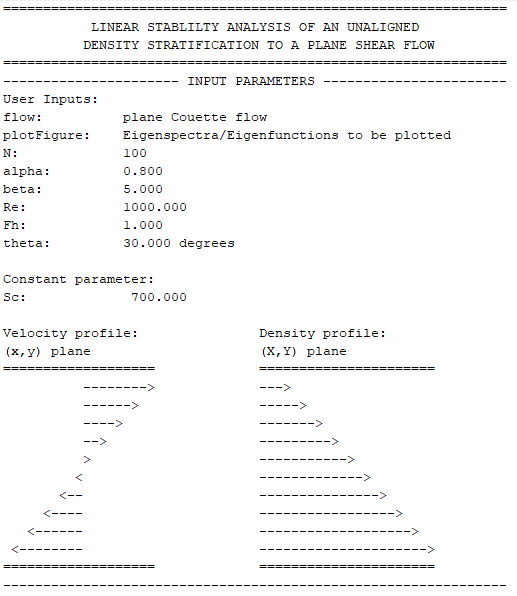 ===============================================================
LINEAR STABLILTY ANALYSIS OF AN UNALIGNED
DENSITY STRATIFICATION TO A PLANE SHEAR FLOW
===============================================================
---------------------- INPUT PARAMETERS -----------------------
User Inputs:
flow: plane Couette flow
plotFigure: Eigenspectra/Eigenfunctions to be plotted
N: 100
alpha: 0.800
beta: 5.000
Re: 1000.000
Fh: 1.000
theta: 30.000 degrees
Constant parameter:
Sc: 700.000
Velocity profile: Density profile:
(x,y) plane (X,Y) plane
=================== ======================
--------> --->
------> ----->
----> ------->
--> --------->
> ----------->
< ------------->
<-- --------------->
<---- ----------------->
<------ ------------------->
<-------- --------------------->
=================== ======================
---------------------------------------------------------------